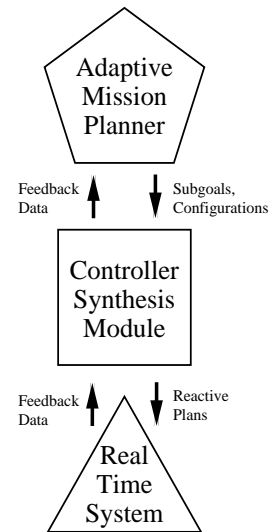 Adaptive
Mission
Planner
Feedback
Data
Subgoals,
Configurations
Controller
Synthesis
Module
Feedback
Data
Reactive
Plans
Real
Time
System